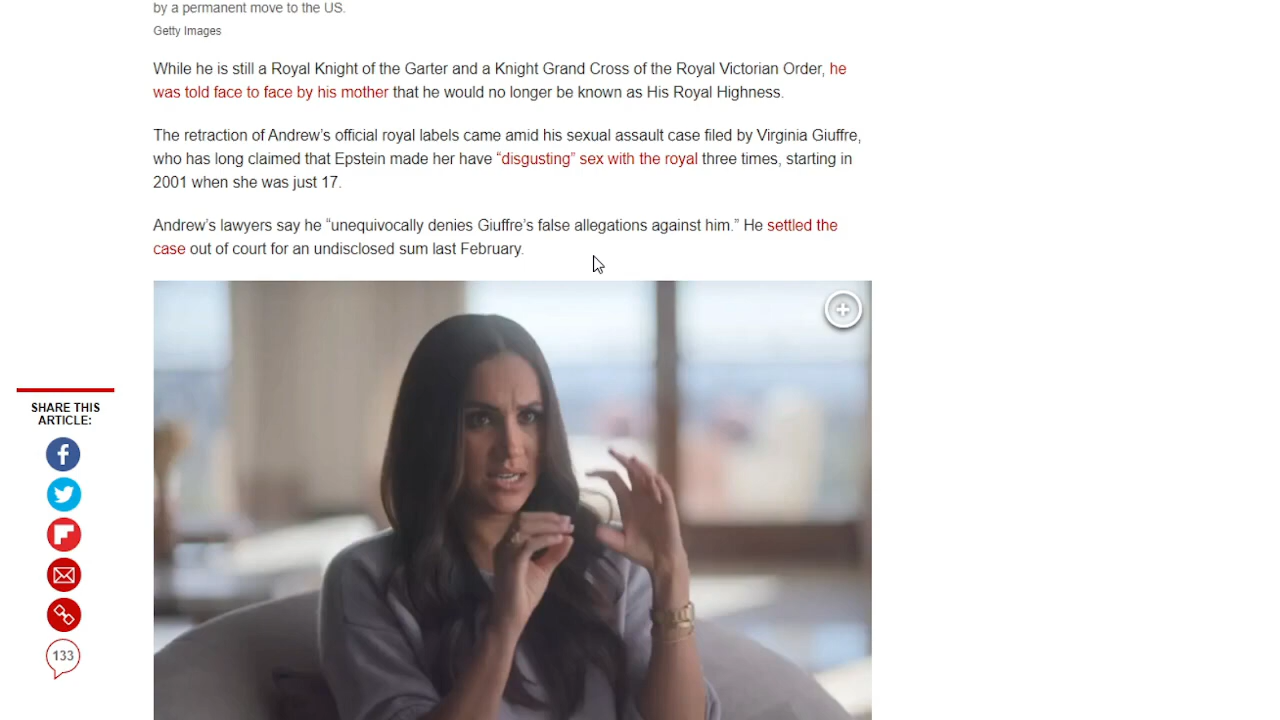 by a permanent move to the US.
Getty Images
While he is still a Royal Knight of the Garter and a Knight Grand Cross of the Royal Victorian Order, he
was told face to face by his mother that he would no longer be known as His Royal Highness.
The retraction of Andrew’s official royal labels came amid his sexual assault case filed by Virginia Giuffre,
who has long claimed that Epstein made her have “disgusting” sex with the royal three times, starting in
2001 when she was just 17.
Andrew’s lawyers say he “unequivocally denies Giuffre’s false allegations against him.” He settled the
case out of court for an undisclosed sum last February.
SHARE THIS
ARTICLE:
133